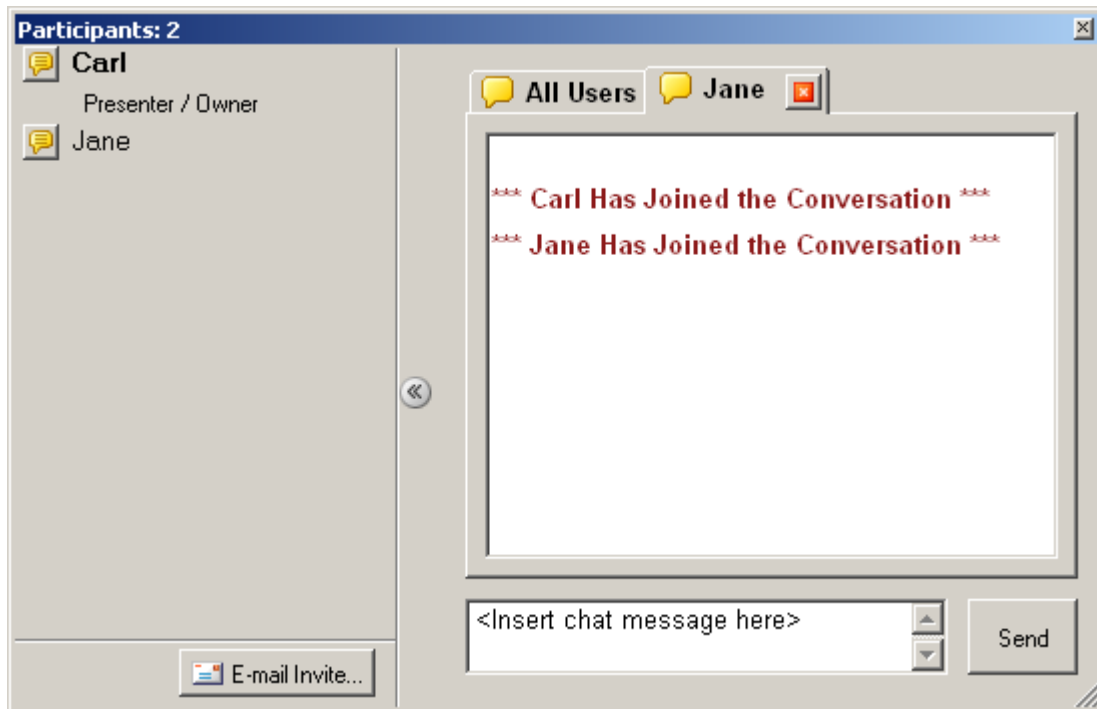 Participants: 2
Carl
Presenter / Owner
Jane
E-mail Invite...
All Users
Jane
*** Carl Has Joined the Conversation ***
*** Jane Has Joined the Conversation ***
<Insert chat message here>
Send